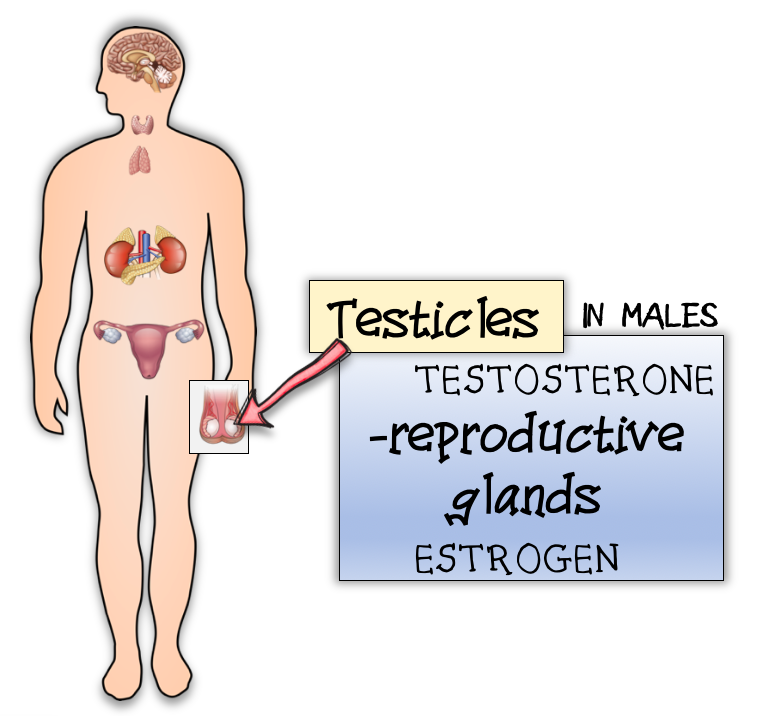 Testicles
IN MALES
TESTOSTERONE
-reproductive
glands
ESTROGEN